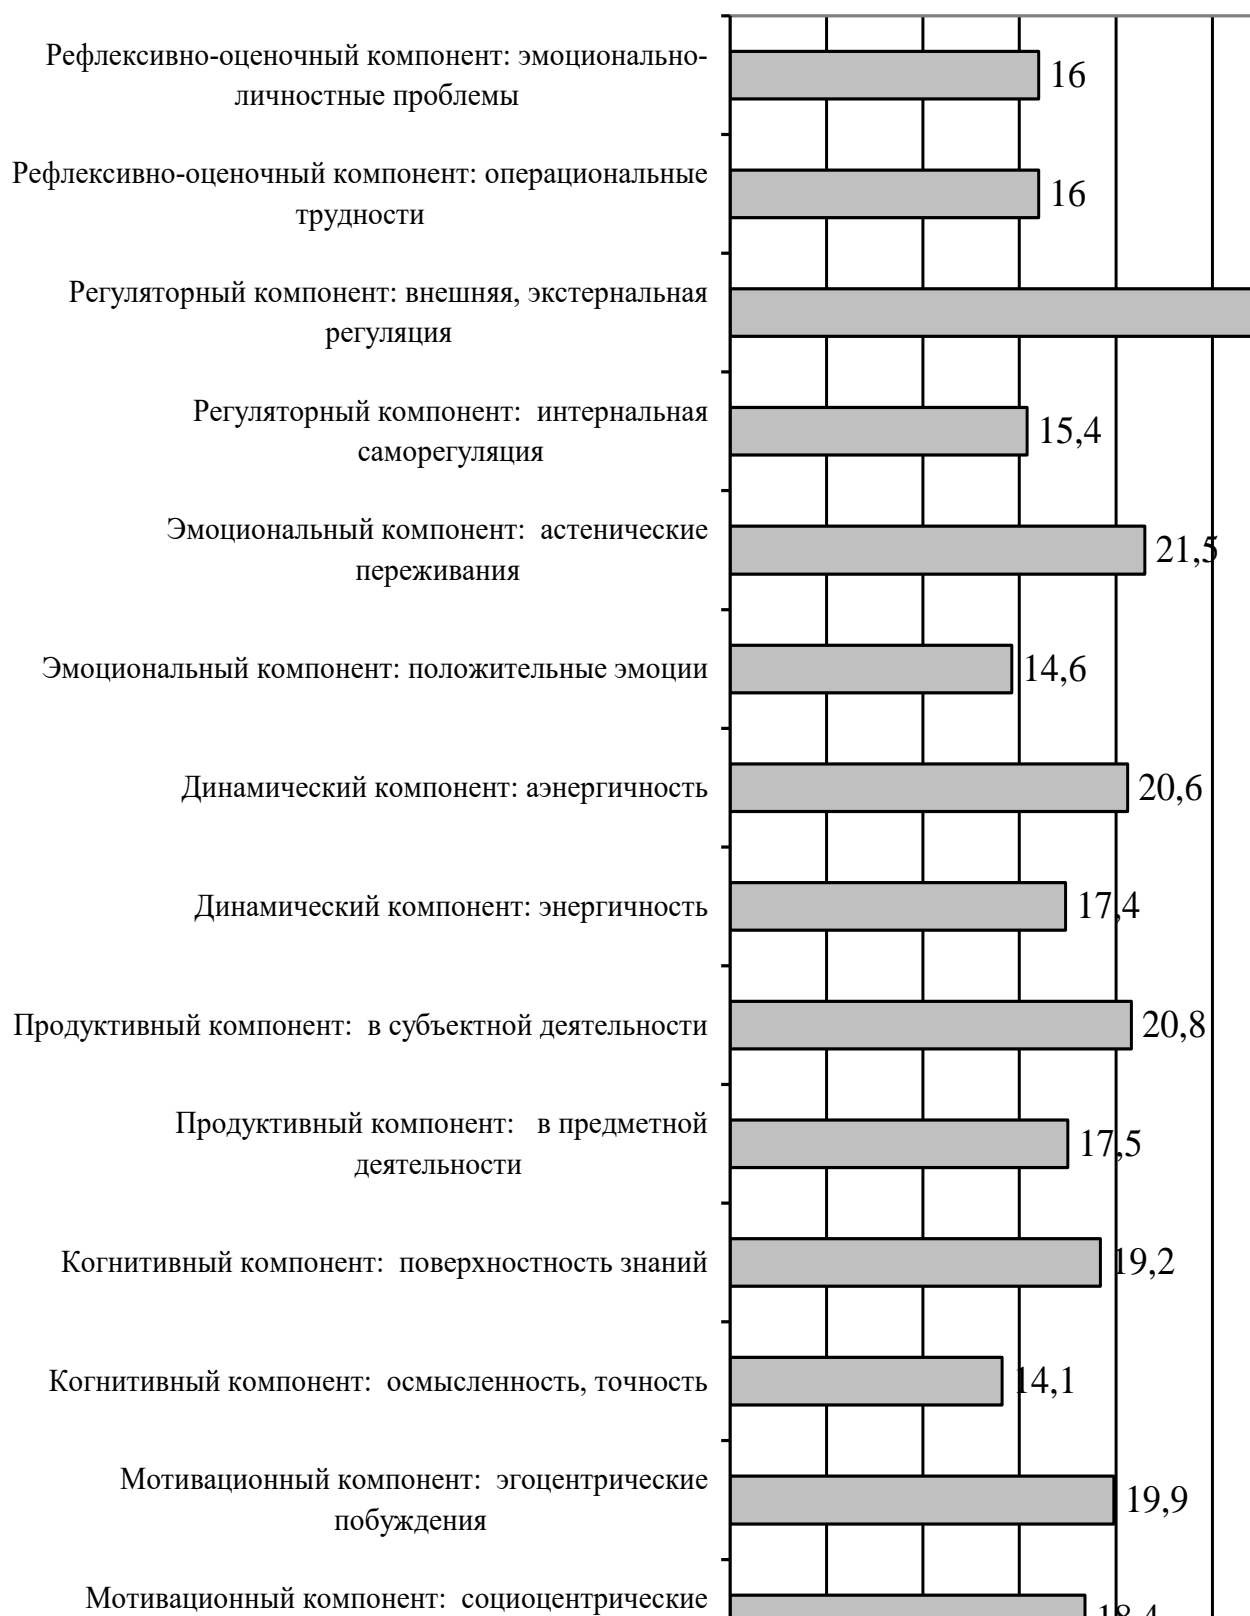 Рефлексивно-оценочный компонент: эмоционально-
личностные проблемы
16
Рефлексивно-оценочный компонент: операциональные
трудности
16
Регуляторный компонент: внешняя, экстернальная
регуляция
Регуляторный компонент:  интернальная
саморегуляция
15,4
Эмоциональный компонент:  астенические
переживания
21,5
Эмоциональный компонент: положительные эмоции
14,6
Динамический компонент: аэнергичность
20,6
Динамический компонент: энергичность
17,4
Продуктивный компонент:  в субъектной деятельности
20,8
Продуктивный компонент:   в предметной
деятельности
17,5
Когнитивный компонент:  поверхностность знаний
19,2
Когнитивный компонент:  осмысленность, точность
14,1
Мотивационный компонент:  эгоцентрические
побуждения
19,9
Мотивационный компонент:  социоцентрические
18,4